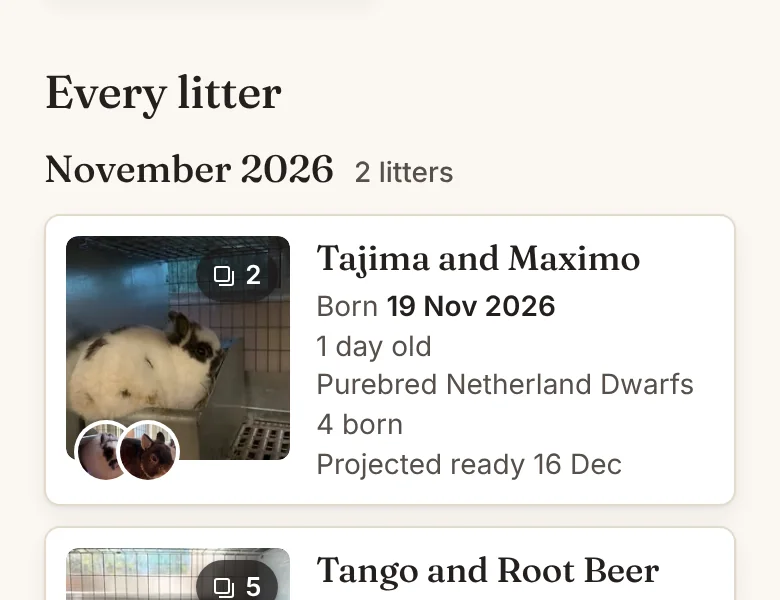 Every litter
November 2026 2 litters
2
Tajima and Maximo
Born 19 Nov 2026
1 day old
Purebred Netherland Dwarfs
4 born
Projected ready 16 Dec
5
Tango and Root Beer